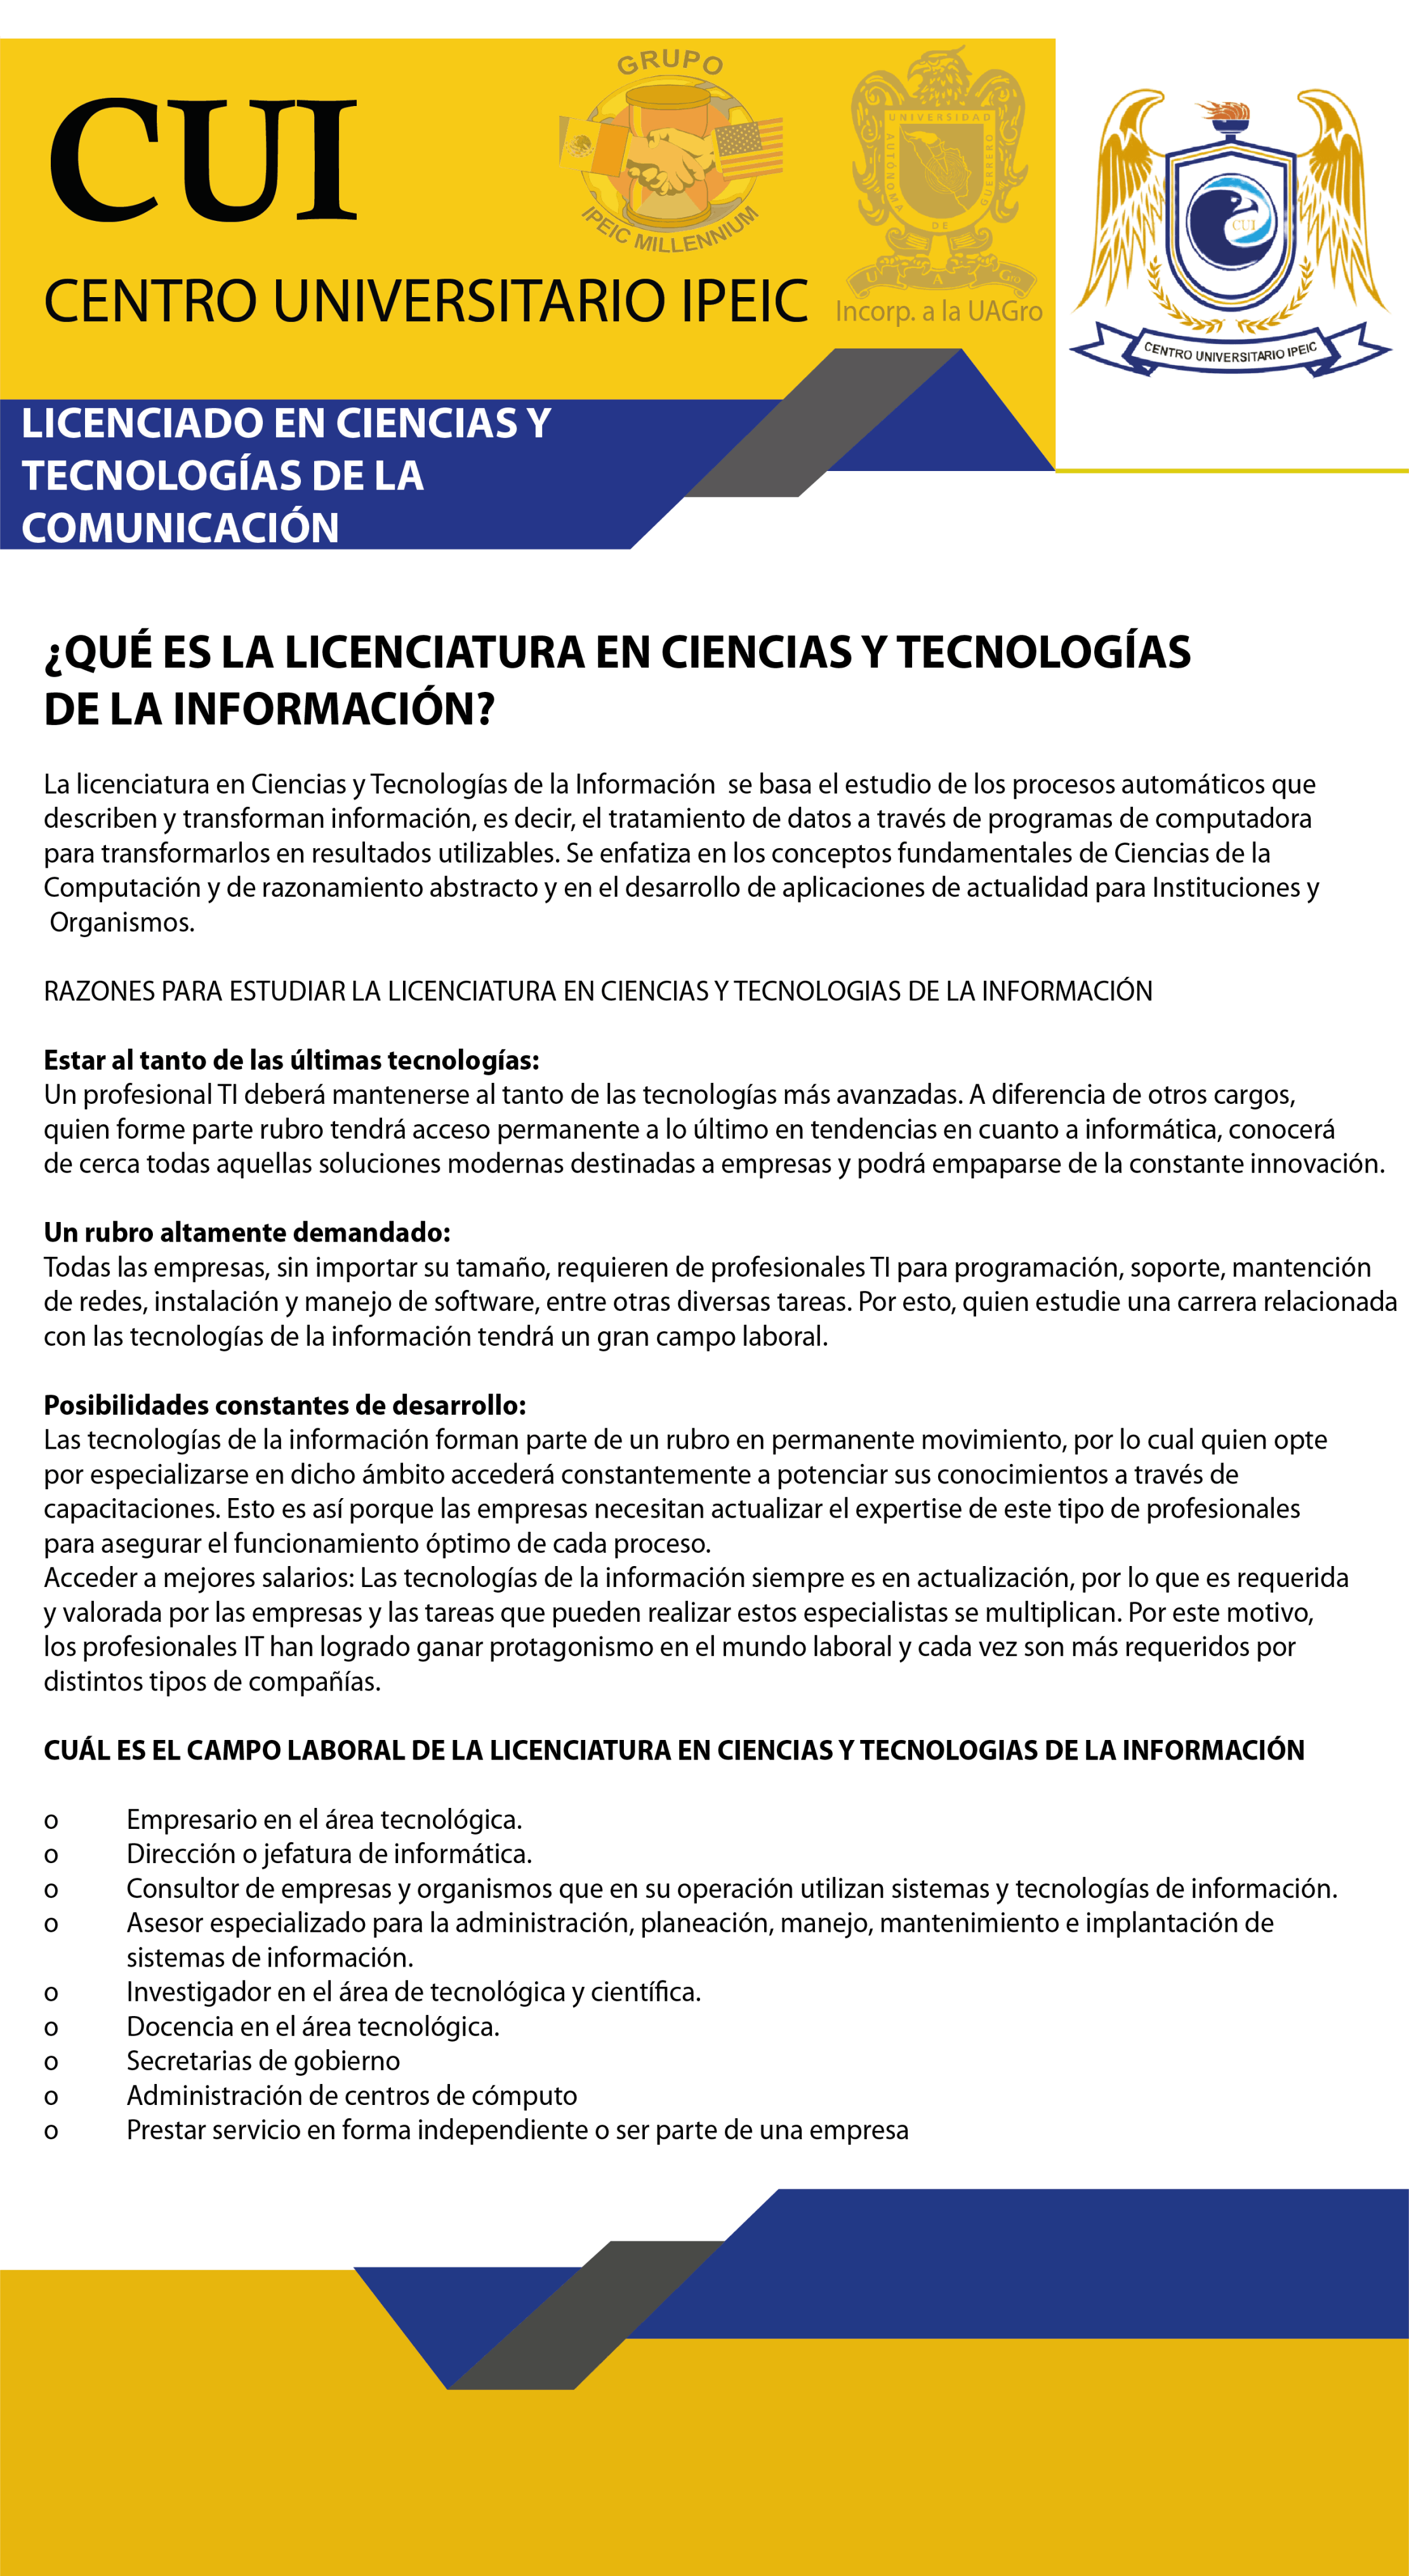 CUI
CENTRO UNIVERSITARIO IPEIC
GRUPO
IPEIC MILLENNIUM
UNIVERSIDAD
AUTÓNOMA
DE
GUERRERO
U A Gro
Incorp. a la UAGro
CUI
CENTRO UNIVERSITARIO IPEIC
LICENCIADO EN CIENCIAS Y
TECNOLOGÍAS DE LA
COMUNICACIÓN
¿QUÉ ES LA LICENCIATURA EN CIENCIAS Y TECNOLOGÍAS
DE LA INFORMACIÓN?
La licenciatura en Ciencias y Tecnologías de la Información  se basa el estudio de los procesos automáticos que
describen y transforman información, es decir, el tratamiento de datos a través de programas de computadora
para transformarlos en resultados utilizables. Se enfatiza en los conceptos fundamentales de Ciencias de la
Computación y de razonamiento abstracto y en el desarrollo de aplicaciones de actualidad para Instituciones y
Organismos.
RAZONES PARA ESTUDIAR LA LICENCIATURA EN CIENCIAS Y TECNOLOGIAS DE LA INFORMACIÓN
Estar al tanto de las últimas tecnologías:
Un profesional TI deberá mantenerse al tanto de las tecnologías más avanzadas. A diferencia de otros cargos,
quien forme parte rubro tendrá acceso permanente a lo último en tendencias en cuanto a informática, conocerá
de cerca todas aquellas soluciones modernas destinadas a empresas y podrá empaparse de la constante innovación.
Un rubro altamente demandado:
Todas las empresas, sin importar su tamaño, requieren de profesionales TI para programación, soporte, mantención
de redes, instalación y manejo de software, entre otras diversas tareas. Por esto, quien estudie una carrera relacionada
con las tecnologías de la información tendrá un gran campo laboral.
Posibilidades constantes de desarrollo:
Las tecnologías de la información forman parte de un rubro en permanente movimiento, por lo cual quien opte
por especializarse en dicho ámbito accederá constantemente a potenciar sus conocimientos a través de
capacitaciones. Esto es así porque las empresas necesitan actualizar el expertise de este tipo de profesionales
para asegurar el funcionamiento óptimo de cada proceso.
Acceder a mejores salarios: Las tecnologías de la información siempre es en actualización, por lo que es requerida
y valorada por las empresas y las tareas que pueden realizar estos especialistas se multiplican. Por este motivo,
los profesionales IT han logrado ganar protagonismo en el mundo laboral y cada vez son más requeridos por
distintos tipos de compañías.
CUÁL ES EL CAMPO LABORAL DE LA LICENCIATURA EN CIENCIAS Y TECNOLOGIAS DE LA INFORMACIÓN
o Empresario en el área tecnológica.
o Dirección o jefatura de informática.
o Consultor de empresas y organismos que en su operación utilizan sistemas y tecnologías de información.
o Asesor especializado para la administración, planeación, manejo, mantenimiento e implantación de
sistemas de información.
o Investigador en el área de tecnológica y científica.
o Docencia en el área tecnológica.
o Secretarias de gobierno
o Administración de centros de cómputo
o Prestar servicio en forma independiente o ser parte de una empresa